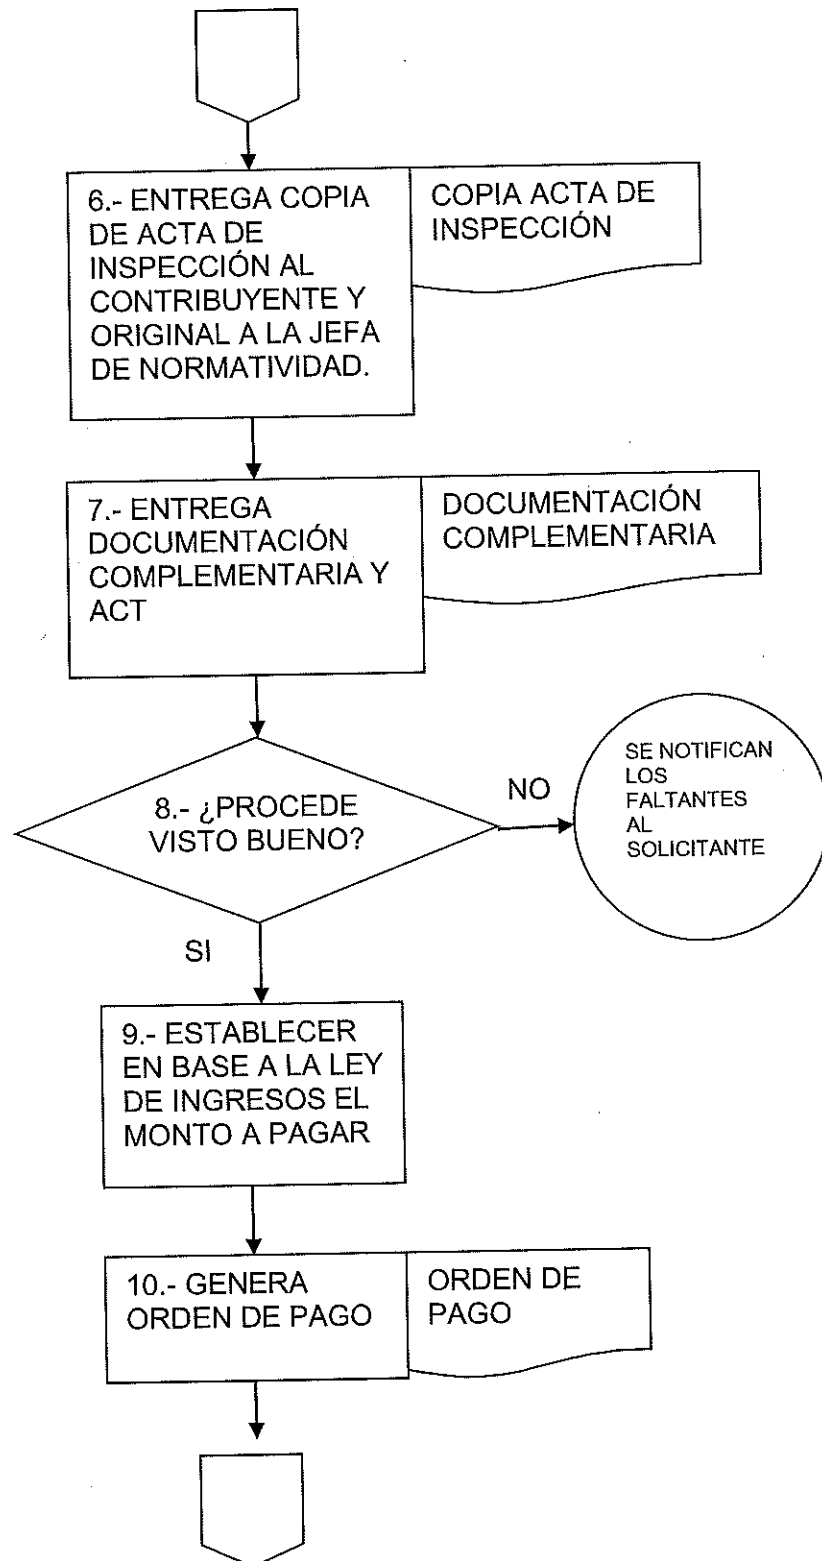 6.- ENTREGA COPIA
DE ACTA DE
INSPECCIÓN AL
CONTRIBUYENTE Y
ORIGINAL A LA JEFA
DE NORMATIVIDAD.
COPIA ACTA DE
INSPECCIÓN
7.- ENTREGA
DOCUMENTACIÓN
COMPLEMENTARIA Y
ACT
DOCUMENTACIÓN
COMPLEMENTARIA
8.- ¿PROCEDE
VISTO BUENO?
NO
SE NOTIFICAN
LOS
FALTANTES
AL
SOLICITANTE
SI
9.- ESTABLECER
EN BASE A LA LEY
DE INGRESOS EL
MONTO A PAGAR
10.- GENERA
ORDEN DE PAGO
ORDEN DE
PAGO